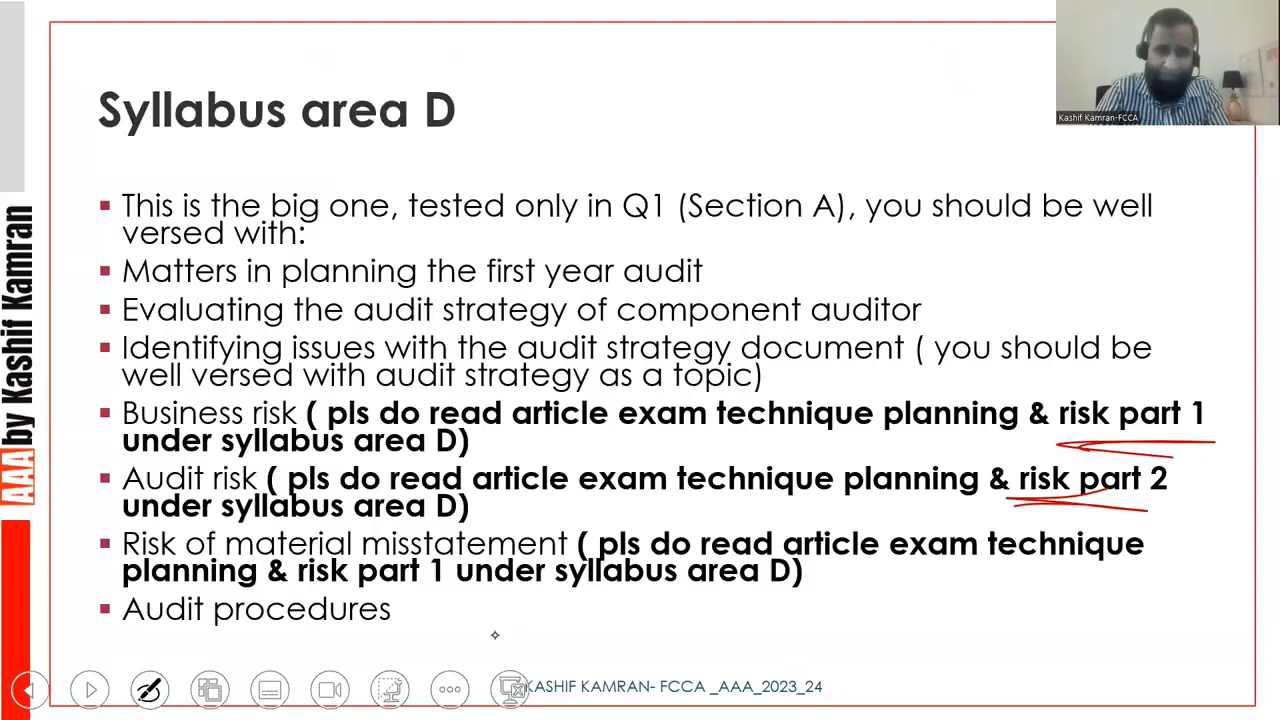 Syllabus area D
Kashif Kamran-FCCA
This is the big one, tested only in Q1 (Section A), you should be well
versed with:
Matters in planning the first year audit
Evaluating the audit strategy of component auditor
Identifying issues with the audit strategy document ( you should be
well versed with audit strategy as a topic)
Business risk ( pls do read article exam technique planning & risk part 1
under syllabus area D)
Audit risk ( pls do read article exam technique planning & risk part 2
under syllabus area D)
Risk of material misstatement ( pls do read article exam technique
planning & risk part 1 under syllabus area D)
Audit procedures
KASHIF KAMRAN- FCCA _AAA_2023_24
AAA by Kashif Kamran